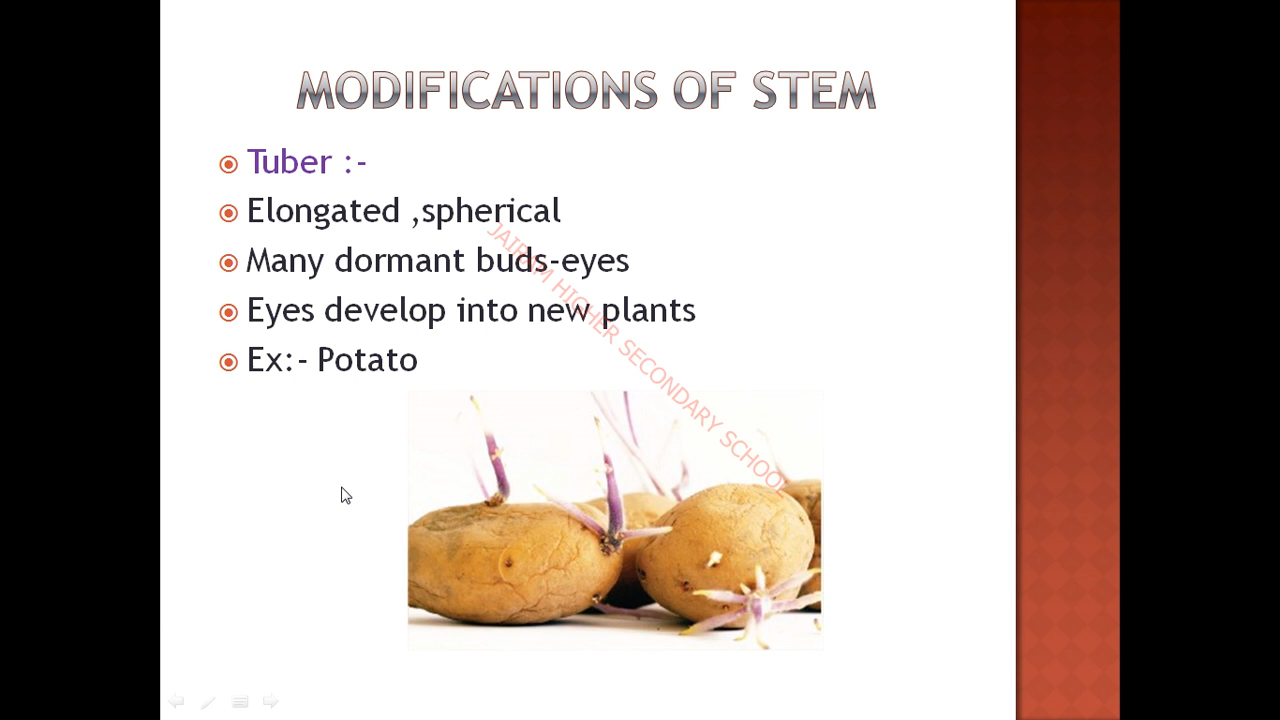 MODIFICATIONS OF STEM
Tuber :-
Elongated ,spherical
Many dormant buds-eyes
Eyes develop into new plants
Ex:- Potato
JAIRAM HIGHER SECONDARY SCHOOL